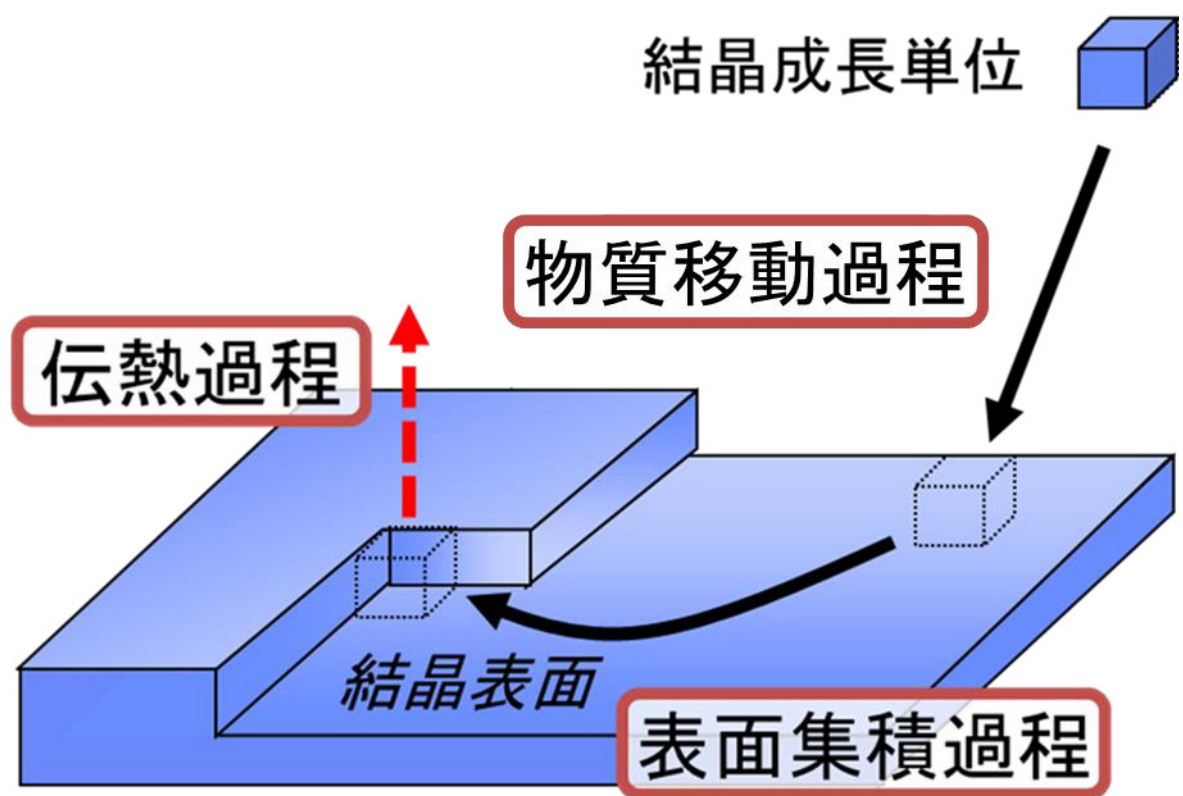 結晶成長単位
物質移動過程
伝熱過程
結晶表面
表面集積過程